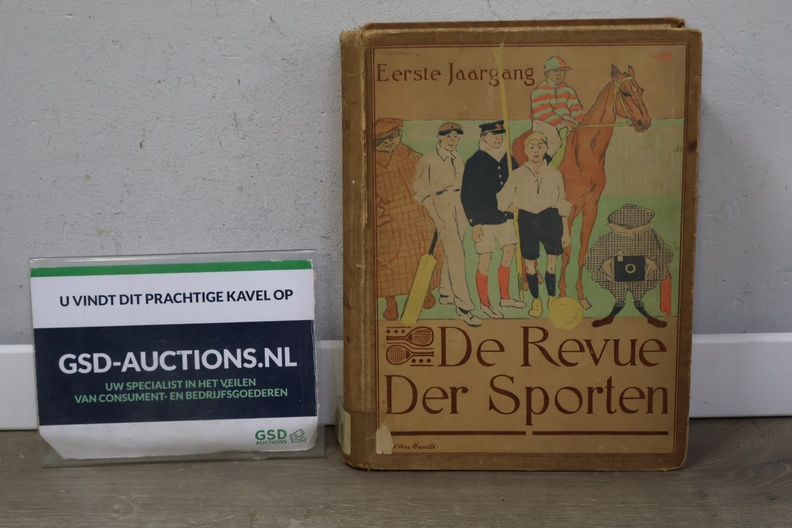 U VINDT DIT PRACHTIGE KAVEL OP
GSD-AUCTIONS.NL
UW SPECIALIST IN HET VEILEN
VAN CONSUMENT- EN BEDRIJFSGOEDEREN
GSD
AUCTIONS
Eerste Jaargang
De Revue
Der Sporten